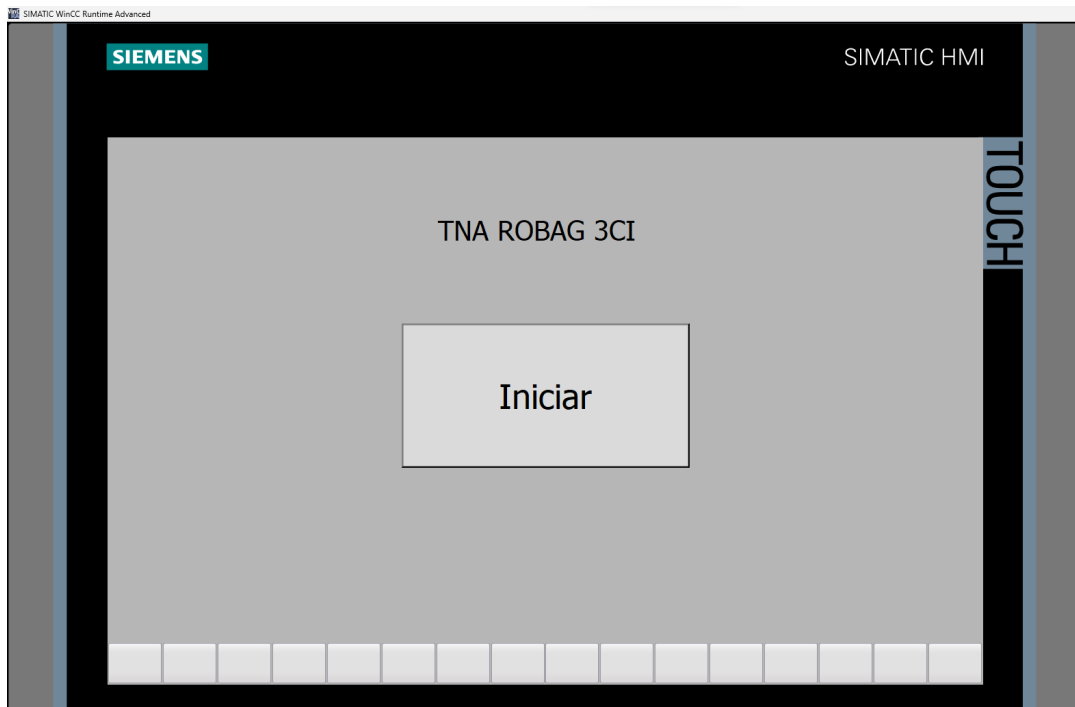 SIMATIC WinCC Runtime Advanced
SIEMENS
SIMATIC HMI
TOUCH
TNA ROBAG 3CI
Iniciar